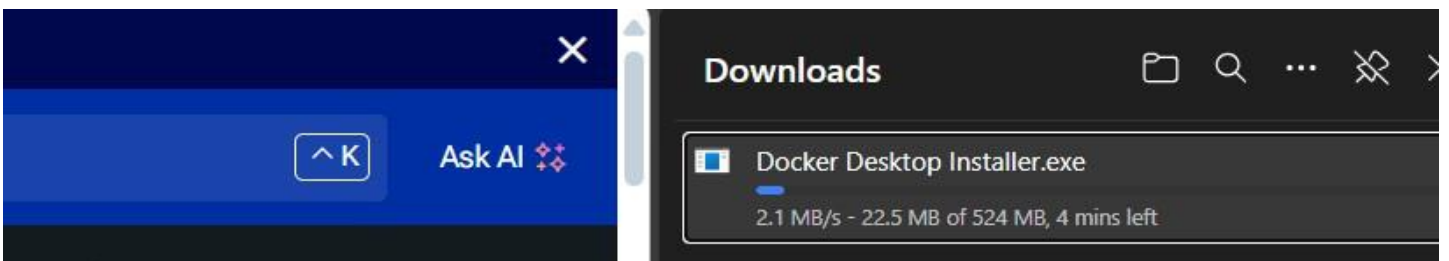 ^ K
Ask AI
Downloads
Docker Desktop Installer.exe
2.1 MB/s - 22.5 MB of 524 MB, 4 mins left